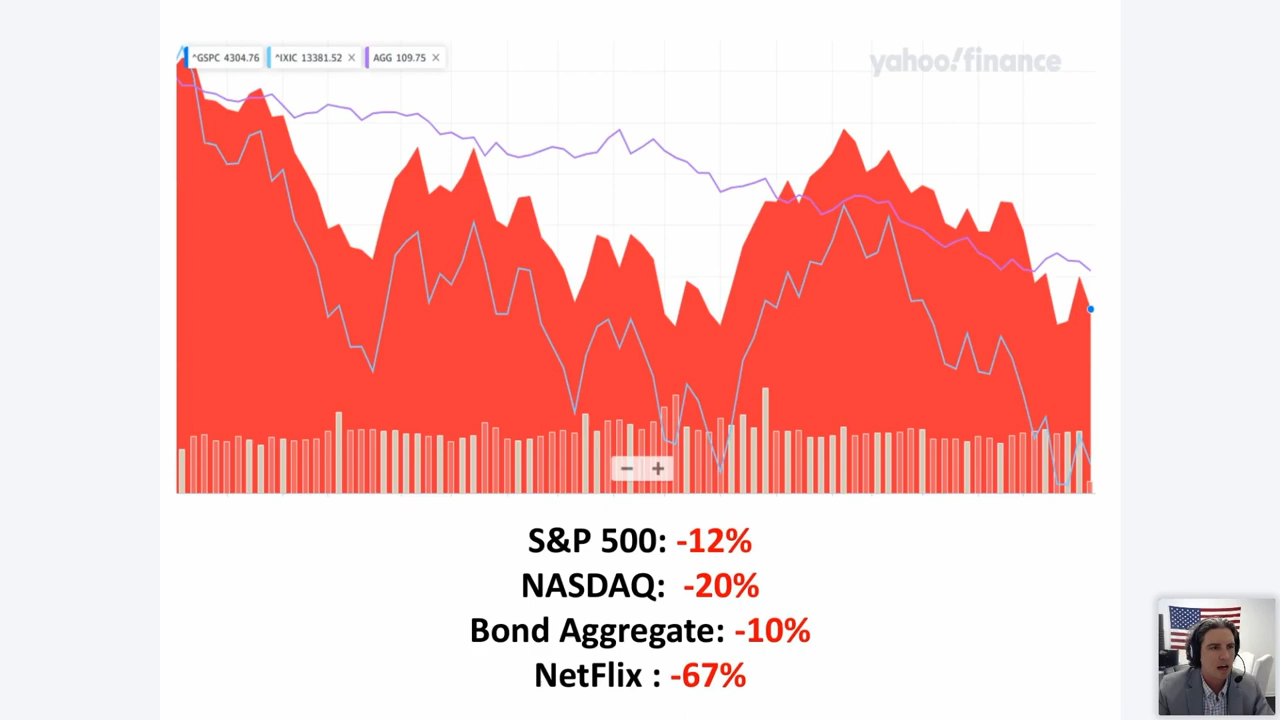 ^GSPC 4304.76 ^IXIC 13381.52 × AGG 109.75 ×
yahoo!finance
− +
S&P 500: -12%
NASDAQ: -20%
Bond Aggregate: -10%
NetFlix : -67%